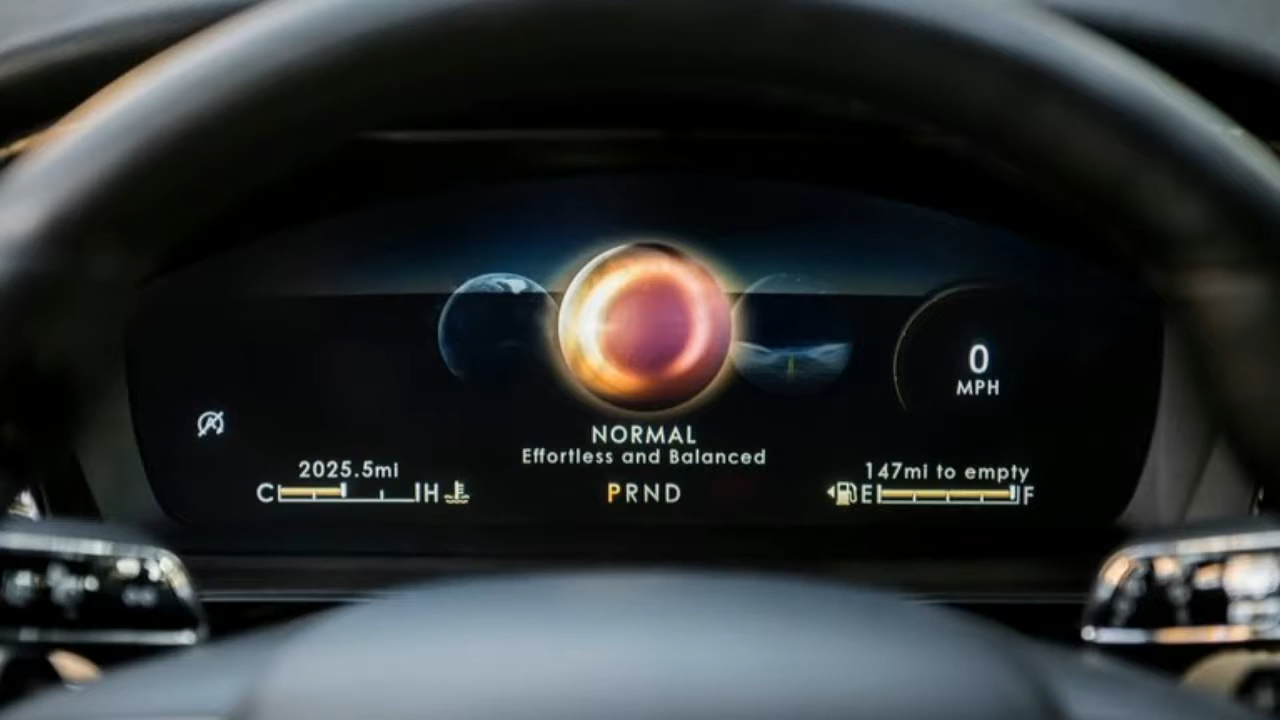 0
MPH
NORMAL
Effortless and Balanced
2025.5mi
147mi to empty
C H
PRND
E F